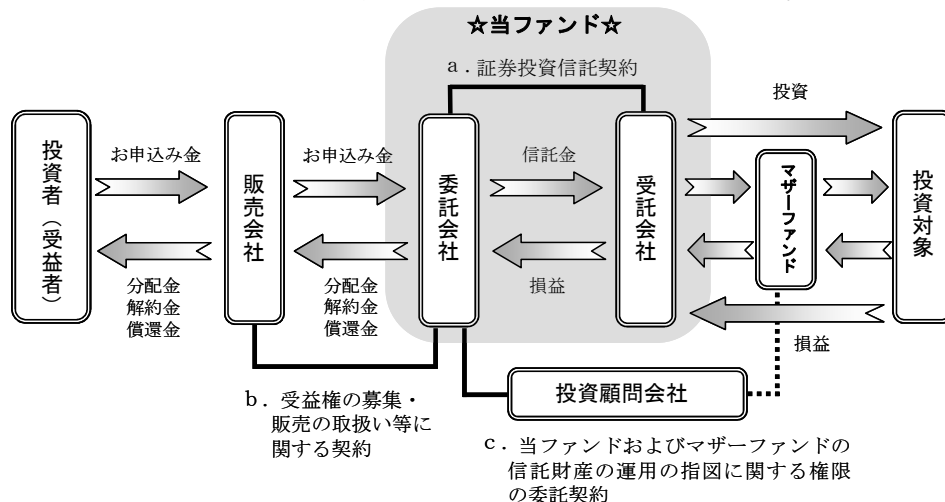 ☆当ファンド☆
a．証券投資信託契約
投資者（受益者）
お申込み金
分配金
解約金
償還金
販売会社
お申込み金
分配金
解約金
償還金
委託会社
信託金
損益
受託会社
投資
マザーファンド
損益
投資対象
b．受益権の募集・
販売の取扱い等に
関する契約
投資顧問会社
c．当ファンドおよびマザーファンドの
信託財産の運用の指図に関する権限
の委託契約